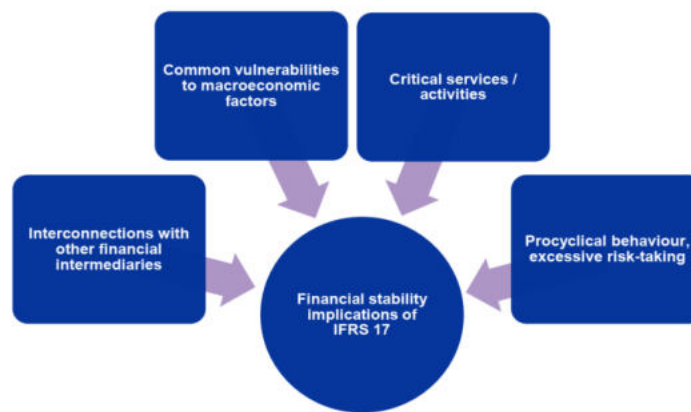 Common vulnerabilities
to macroeconomic
factors
Critical services /
activities
Interconnections with
other financial
intermediaries
Procyclical behaviour,
excessive risk-taking
Financial stability
implications of
IFRS 17